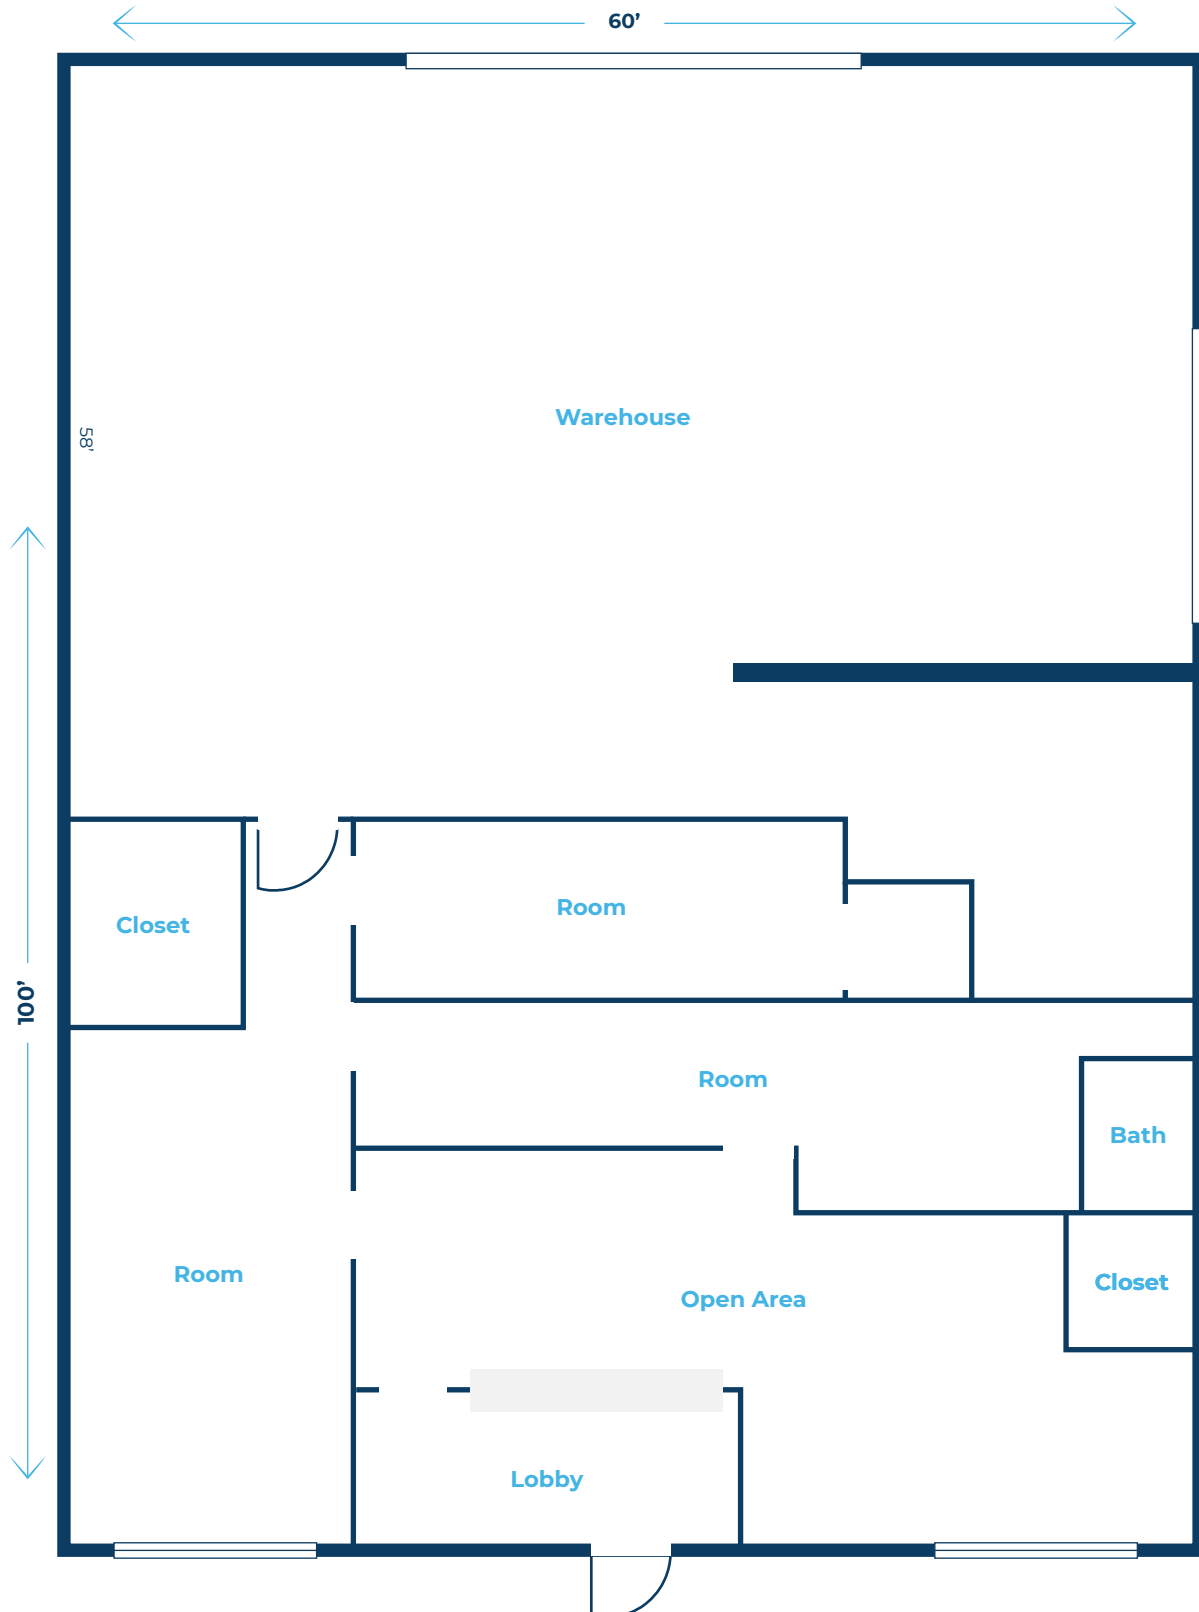 60’
Warehouse
58’
Closet
Room
100’
Room
Bath
Room
Closet
Open Area
Lobby